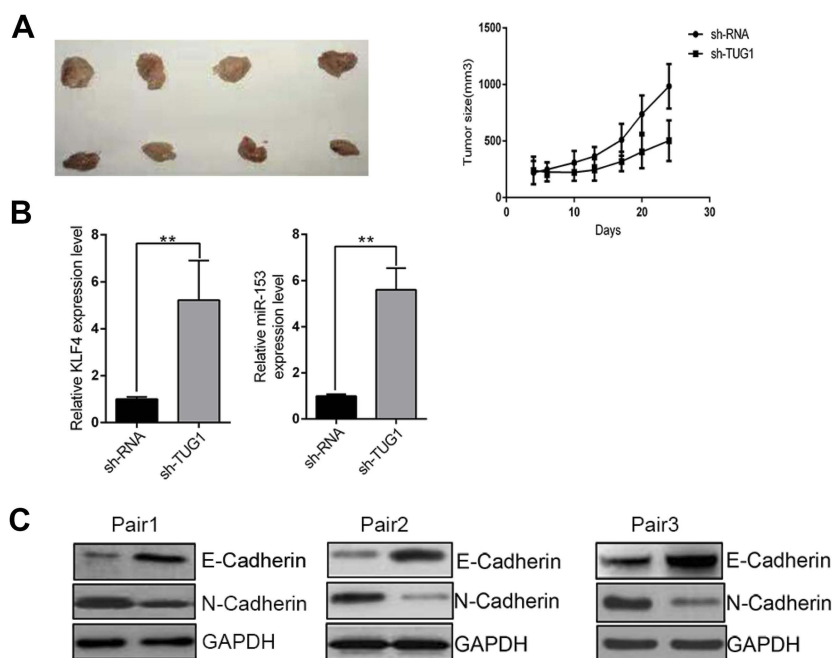 A
1500
1000
500
0
Tumor size(mm3)
0 10 20 30
Days
sh-RNA
sh-TUG1
B
8
6
4
2
0
Relative KLF4 expression level
**
sh-RNA
sh-TUG1
8
6
4
2
0
Relative miR-153
expression level
**
sh-RNA
sh-TUG1
C
Pair1
E-Cadherin
N-Cadherin
GAPDH
Pair2
E-Cadherin
N-Cadherin
GAPDH
Pair3
E-Cadherin
N-Cadherin
GAPDH